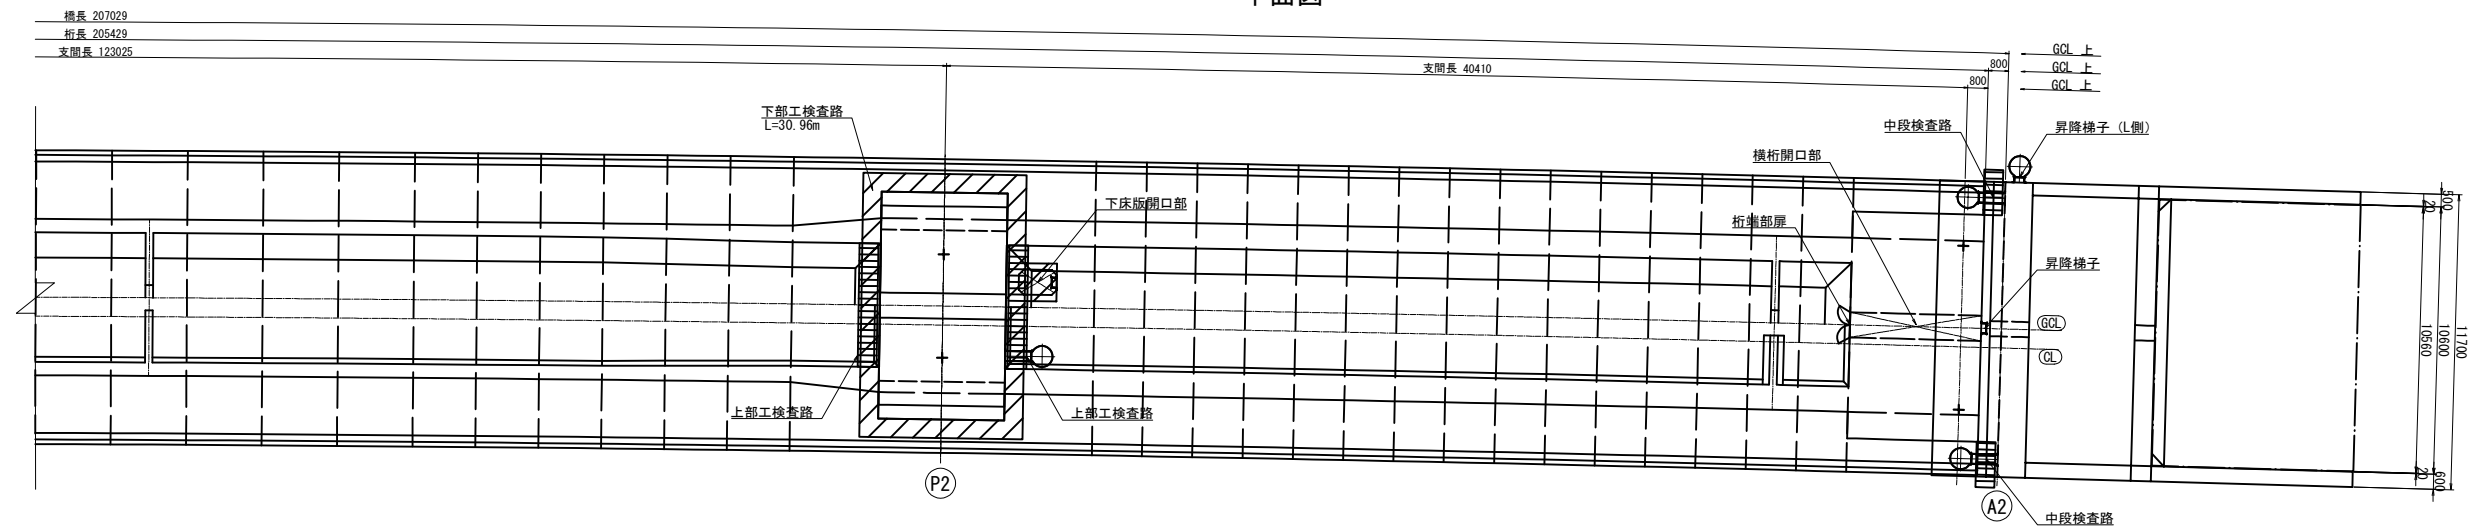 橋長 207029
桁長 205429
支間長 123025
支間長 40410
800
800
GCL 上
GCL 上
GCL 上
下部工検査路
L=30.96m
中段検査路
昇降梯子 (L側)
横桁開口部
下床版開口部
桁端部扉
昇降梯子
GCL
CL
上部工検査路
上部工検査路
P2
A2
中段検査路
500
20
10560
10600
11700
20
600